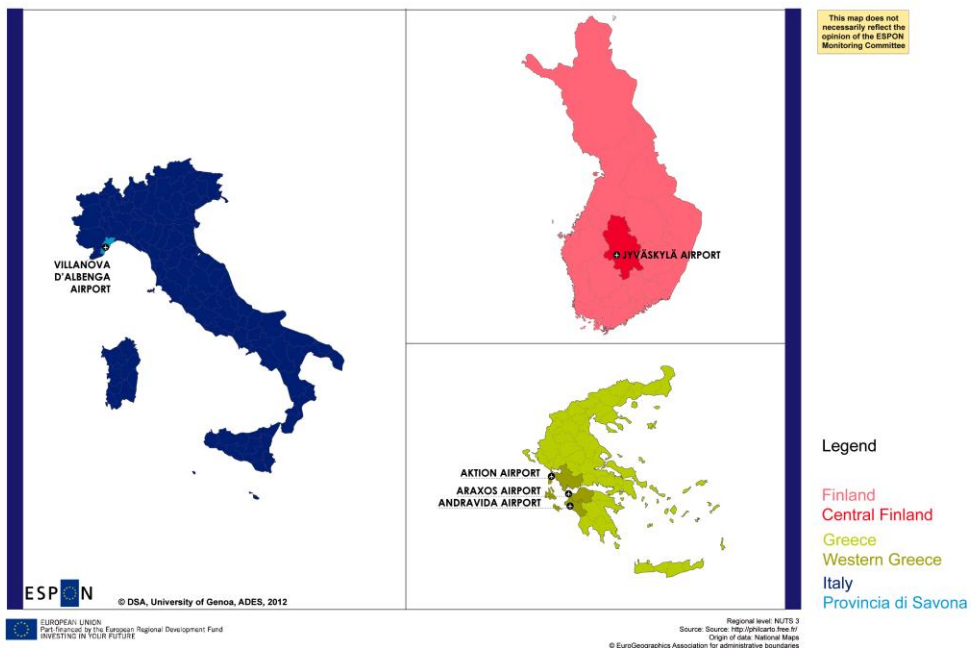 This map does not
necessarily reflect the
opinion of the ESPON
Monitoring Committee
VILLANOVA
D'ALBENGA
AIRPORT
JYVÄSKYLÄ AIRPORT
AKTION AIRPORT
ARAXOS AIRPORT
ANDRAVIDA AIRPORT
Legend
Finland
Central Finland
Greece
Western Greece
Italy
Provincia di Savona
ESPON
© DSA, University of Genoa, ADES, 2012
EUROPEAN UNION
Part-financed by the European Regional Development Fund
INVESTING IN YOUR FUTURE
Regional level: NUTS 3
Source: Source: http://philcarto.free.fr/
Origin of data: National Maps
© EuroGeographics Association for administrative boundaries